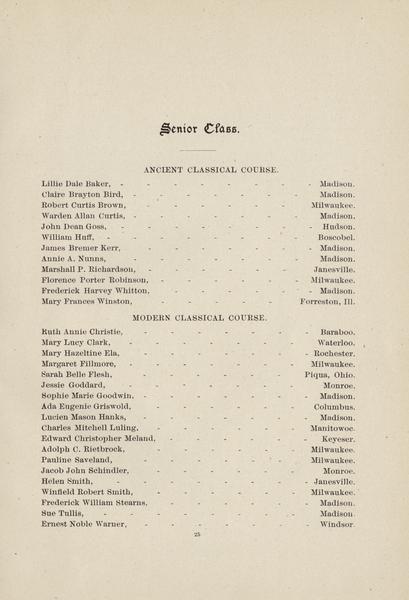 Senior Class.
ANCIENT CLASSICAL COURSE.
Lillie Dale Baker, - - - - - - - - Madison.
Claire Brayton Bird, - - - - - - - Madison.
Robert Curtis Brown, - - - - - - - Milwaukee.
Warden Allan Curtis, - - - - - - - Madison.
John Dean Goss, - - - - - - - - Hudson.
William Huff, - - - - - - - - Boscobel.
James Bremer Kerr, - - - - - - - Madison.
Annie A. Nunns, - - - - - - - - Madison.
Marshall P. Richardson, - - - - - - Janesville.
Florence Porter Robinson, - - - - - - Milwaukee.
Frederick Harvey Whitton, - - - - - - Madison.
Mary Frances Winston, - - - - - - Forreston, Ill.
MODERN CLASSICAL COURSE.
Ruth Annie Christie, - - - - - - - Baraboo.
Mary Lucy Clark, - - - - - - - Waterloo.
Mary Hazeltine Ela, - - - - - - - Rochester.
Margaret Fillmore, - - - - - - - Milwaukee.
Sarah Belle Flesh, - - - - - - - Piqua, Ohio.
Jessie Goddard, - - - - - - - - Monroe.
Sophie Marie Goodwin, - - - - - - - Madison.
Ada Eugenie Griswold, - - - - - - - Columbus.
Lucien Mason Hanks, - - - - - - - Madison.
Charles Mitchell Luling, - - - - - - Manitowoc.
Edward Christopher Meland, - - - - - - Keyeser.
Adolph C. Rietbrock, - - - - - - - Milwaukee.
Pauline Saveland, - - - - - - - Milwaukee.
Jacob John Schindler, - - - - - - - Monroe.
Helen Smith, - - - - - - - - Janesville.
Winfield Robert Smith, - - - - - - - Milwaukee.
Frederick William Stearns, - - - - - - Madison.
Sue Tullis, - - - - - - - - - Madison
Ernest Noble Warner, - - - - - - - Windsor
25